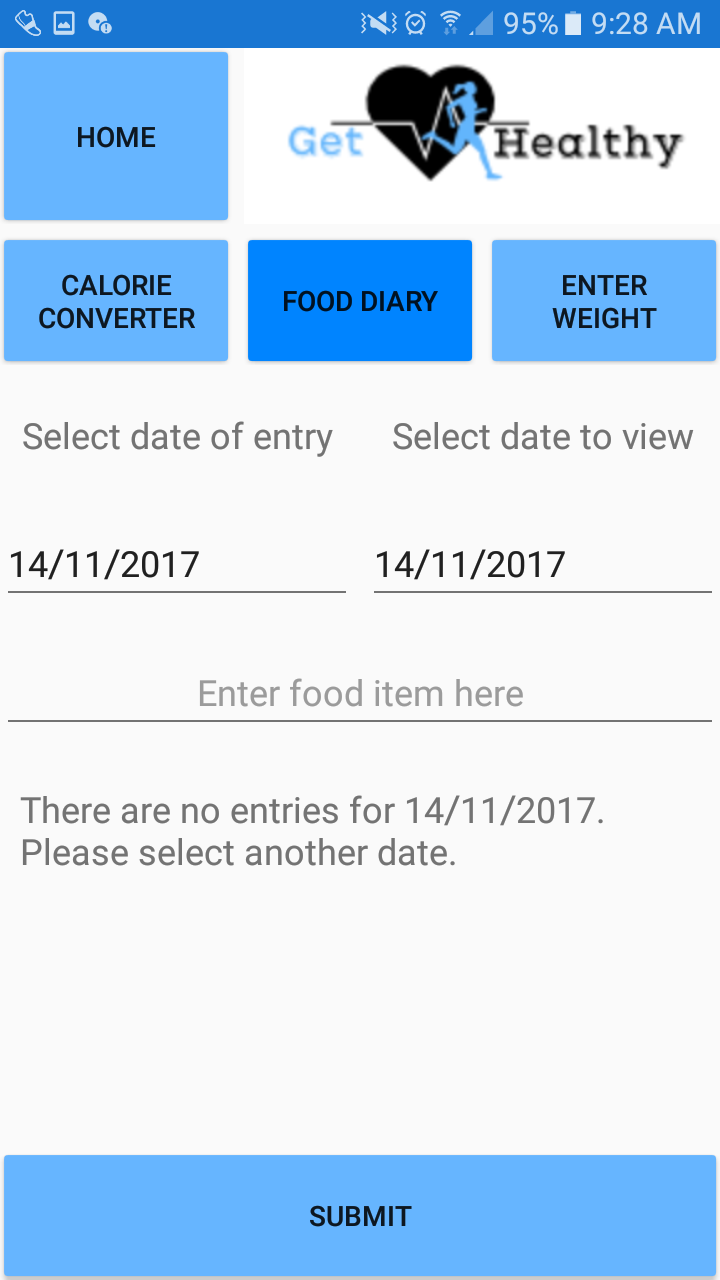 95% 9:28 AM
HOME
Get Healthy
CALORIE
CONVERTER
FOOD DIARY
ENTER
WEIGHT
Select date of entry
Select date to view
14/11/2017
14/11/2017
Enter food item here
There are no entries for 14/11/2017.
Please select another date.
SUBMIT